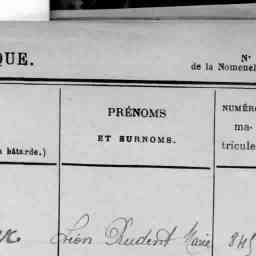 QUE.
N°
de la Nomencl
PRÉNOMS
ET SURNOMS.
NUMÉRO
ma-
tricule
bâtarde.)
Léon Prudent Marie 845